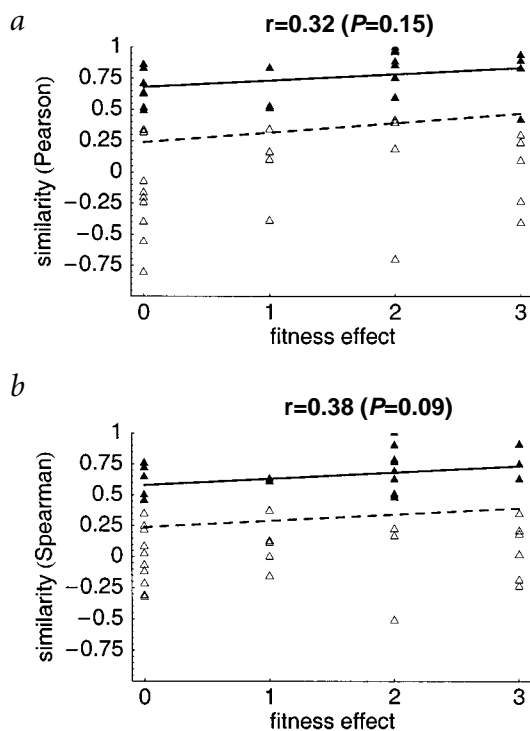 a
r=0.32 (P=0.15)
1
0.75
0.5
0.25
0
−0.25
−0.5
−0.75
similarity (Pearson)
0 1 2 3
fitness effect
b
r=0.38 (P=0.09)
1
0.75
0.5
0.25
0
−0.25
−0.5
−0.75
similarity (Spearman)
0 1 2 3
fitness effect